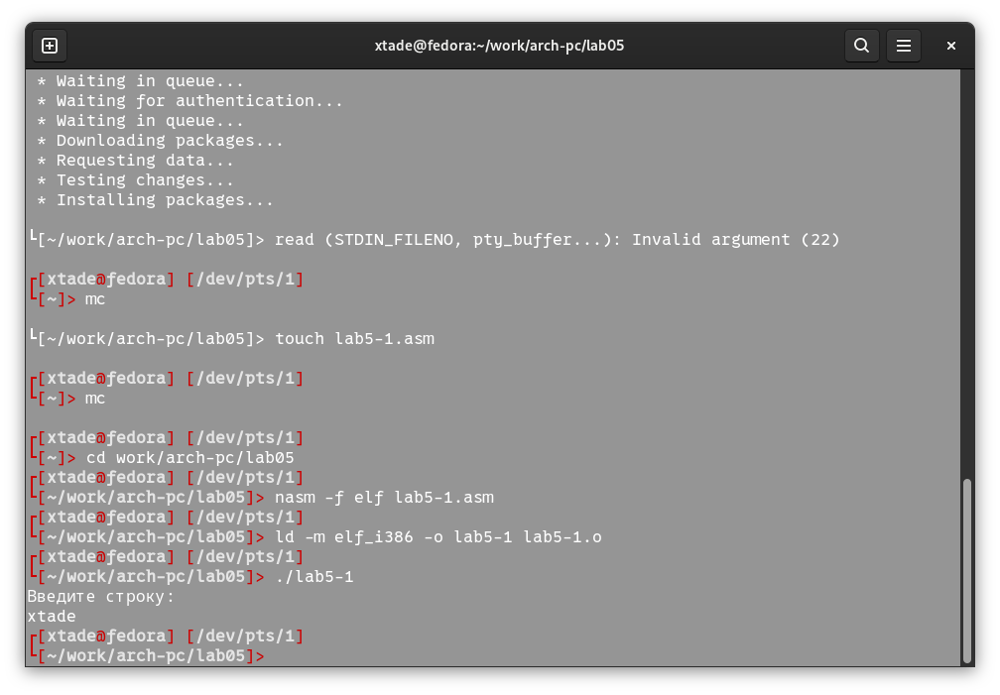 xtade@fedora:~/work/arch-pc/lab05
* Waiting in queue...
* Waiting for authentication...
* Waiting in queue...
* Downloading packages...
* Requesting data...
* Testing changes...
* Installing packages...
└[~/work/arch-pc/lab05]> read (STDIN_FILENO, pty_buffer...): Invalid argument (22)
┌[xtade@fedora] [/dev/pts/1]
└[~]> mc
└[~/work/arch-pc/lab05]> touch lab5-1.asm
┌[xtade@fedora] [/dev/pts/1]
└[~]> mc
┌[xtade@fedora] [/dev/pts/1]
└[~]> cd work/arch-pc/lab05
┌[xtade@fedora] [/dev/pts/1]
└[~/work/arch-pc/lab05]> nasm -f elf lab5-1.asm
┌[xtade@fedora] [/dev/pts/1]
└[~/work/arch-pc/lab05]> ld -m elf_i386 -o lab5-1 lab5-1.o
┌[xtade@fedora] [/dev/pts/1]
└[~/work/arch-pc/lab05]> ./lab5-1
Введите строку:
xtade
┌[xtade@fedora] [/dev/pts/1]
└[~/work/arch-pc/lab05]>